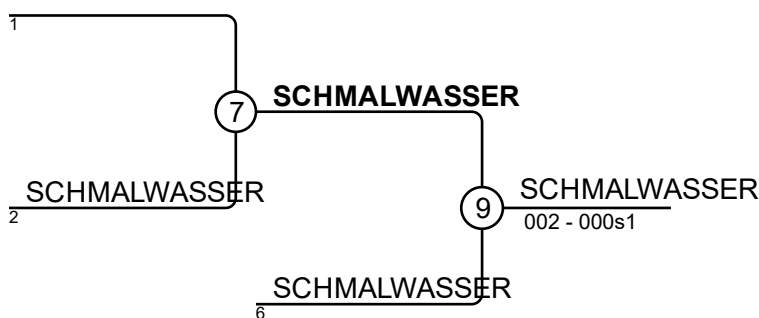 1
SCHMALWASSER
7
SCHMALWASSER
2
SCHMALWASSER
9
002 - 000s1
SCHMALWASSER
6